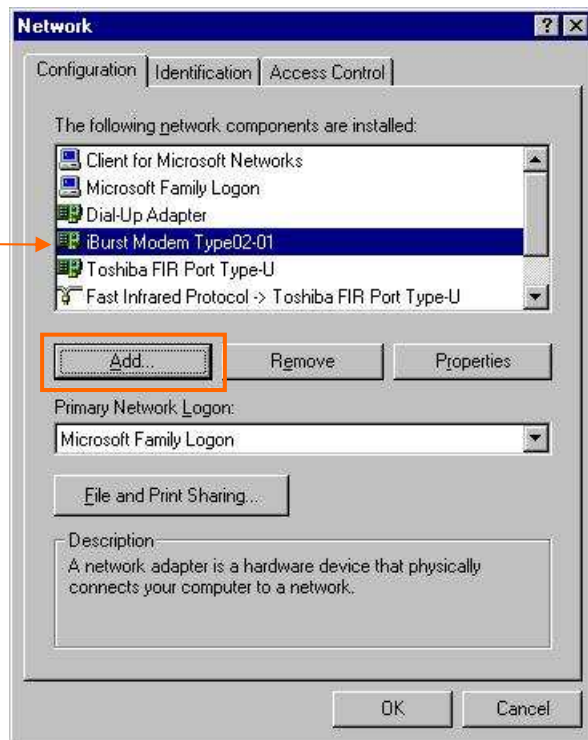 Network
Configuration Identification Access Control
The following network components are installed:
Client for Microsoft Networks
Microsoft Family Logon
Dial-Up Adapter
iBurst Modem Type02-01
Toshiba FIR Port Type-U
Fast Infrared Protocol -> Toshiba FIR Port Type-U
Add... Remove Properties
Primary Network Logon:
Microsoft Family Logon
File and Print Sharing...
Description
A network adapter is a hardware device that physically
connects your computer to a network.
OK Cancel